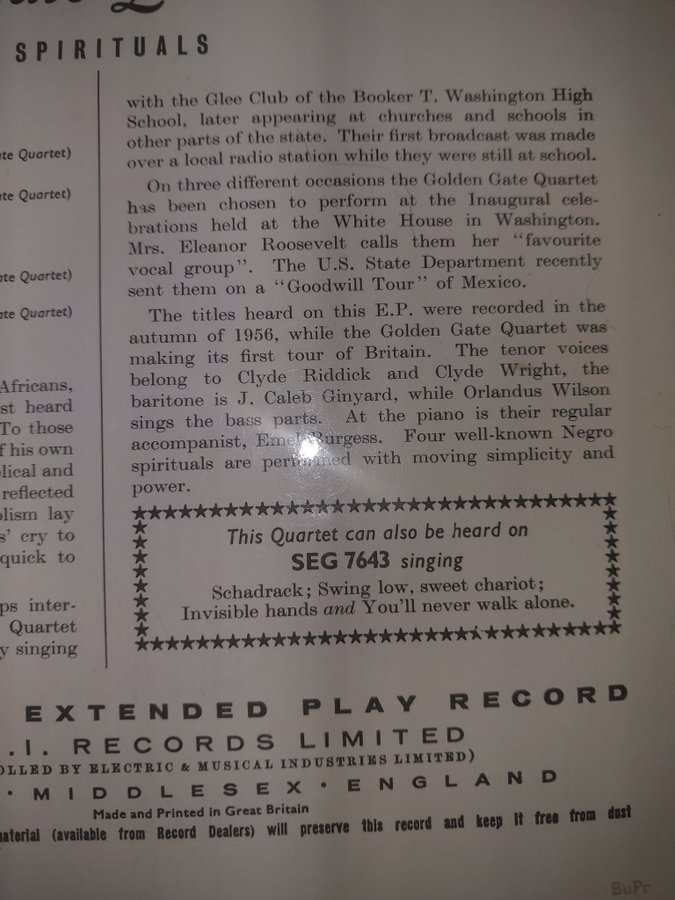 SPIRITUALS
te Quartet)
te Quartet)
te Quartet)
te Quartet)
Africans,
st heard
To those
f his own
lical and
reflected
lism lay
s' cry to
quick to
ps inter-
Quartet
y singing
with the Glee Club of the Booker T. Washington High
School, later appearing at churches and schools in
other parts of the state. Their first broadcast was made
over a local radio station while they were still at school.
On three different occasions the Golden Gate Quartet
has been chosen to perform at the Inaugural cele-
brations held at the White House in Washington.
Mrs. Eleanor Roosevelt calls them her “favourite
vocal group”. The U.S. State Department recently
sent them on a “Goodwill Tour” of Mexico.
The titles heard on this E.P. were recorded in the
autumn of 1956, while the Golden Gate Quartet was
making its first tour of Britain. The tenor voices
belong to Clyde Riddick and Clyde Wright, the
baritone is J. Caleb Ginyard, while Orlandus Wilson
sings the bass parts. At the piano is their regular
accompanist, Emel Burgess. Four well-known Negro
spirituals are performed with moving simplicity and
power.
This Quartet can also be heard on
SEG 7643 singing
Schadrack; Swing low, sweet chariot;
Invisible hands and You'll never walk alone.
EXTENDED PLAY RECORD
.I. RECORDS LIMITED
OLLED BY ELECTRIC & MUSICAL INDUSTRIES LIMITED)
· MIDDLESEX · ENGLAND
Made and Printed in Great Britain
material (available from Record Dealers) will preserve this record and keep it free from dust
BuPr